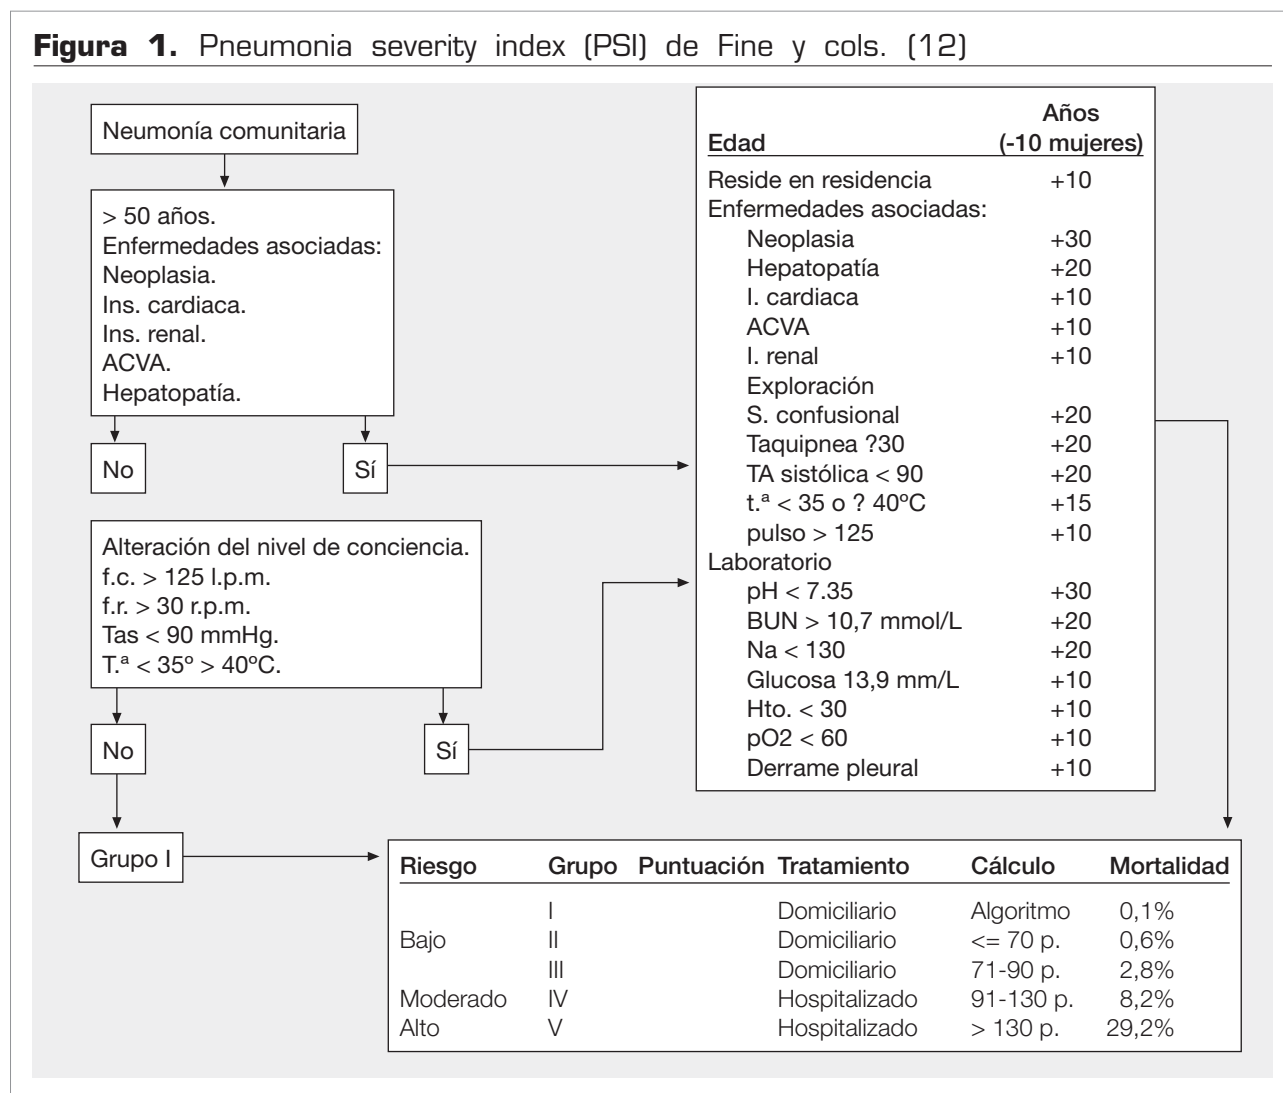 Figura 1. Pneumonia severity index (PSI) de Fine y cols. (12)
Neumonía comunitaria
> 50 años.
Enfermedades asociadas:
Neoplasia.
Ins. cardiaca.
Ins. renal.
ACVA.
Hepatopatía.
No Sí
Alteración del nivel de conciencia.
f.c. > 125 l.p.m.
f.r. > 30 r.p.m.
Tas < 90 mmHg.
T.ª < 35º > 40ºC.
No Sí
Grupo I
Años
Edad (-10 mujeres)
Reside en residencia +10
Enfermedades asociadas:
Neoplasia +30
Hepatopatía +20
I. cardiaca +10
ACVA +10
I. renal +10
Exploración
S. confusional +20
Taquipnea ?30 +20
TA sistólica < 90 +20
t.ª < 35 o ? 40ºC +15
pulso > 125 +10
Laboratorio
pH < 7.35 +30
BUN > 10,7 mmol/L +20
Na < 130 +20
Glucosa 13,9 mm/L +10
Hto. < 30 +10
pO2 < 60 +10
Derrame pleural +10
Riesgo Grupo Puntuación Tratamiento Cálculo Mortalidad
I Domiciliario Algoritmo 0,1%
Bajo II Domiciliario <= 70 p. 0,6%
III Domiciliario 71-90 p. 2,8%
Moderado IV Hospitalizado 91-130 p. 8,2%
Alto V Hospitalizado > 130 p. 29,2%